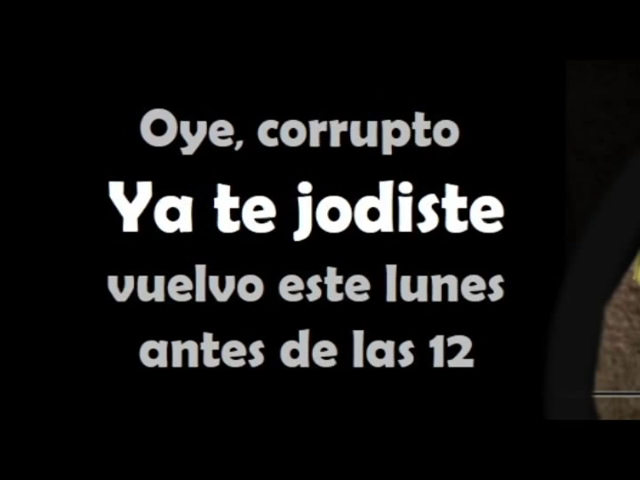 Oye, corrupto
Ya te jodiste
vuelvo este lunes
antes de las 12